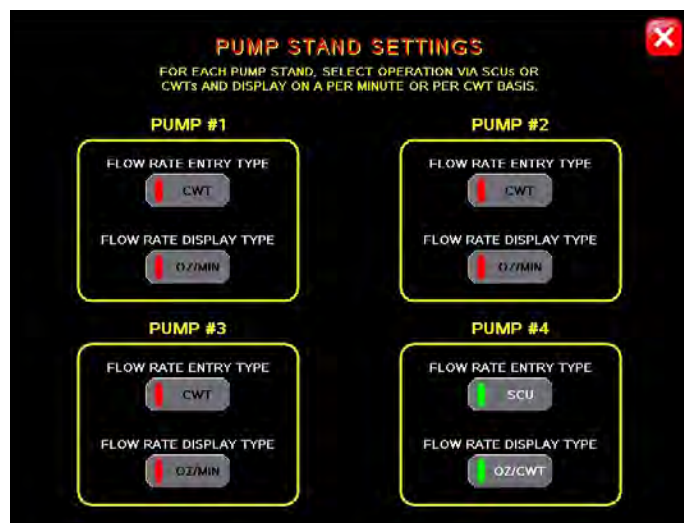 PUMP STAND SETTINGS
FOR EACH PUMP STAND, SELECT OPERATION VIA SCUs OR
CWTs AND DISPLAY ON A PER MINUTE OR PER CWT BASIS.
PUMP #1
FLOW RATE ENTRY TYPE
CWT
FLOW RATE DISPLAY TYPE
OZ/MIN
PUMP #2
FLOW RATE ENTRY TYPE
CWT
FLOW RATE DISPLAY TYPE
OZ/MIN
PUMP #3
FLOW RATE ENTRY TYPE
CWT
FLOW RATE DISPLAY TYPE
OZ/MIN
PUMP #4
FLOW RATE ENTRY TYPE
SCU
FLOW RATE DISPLAY TYPE
OZ/CWT